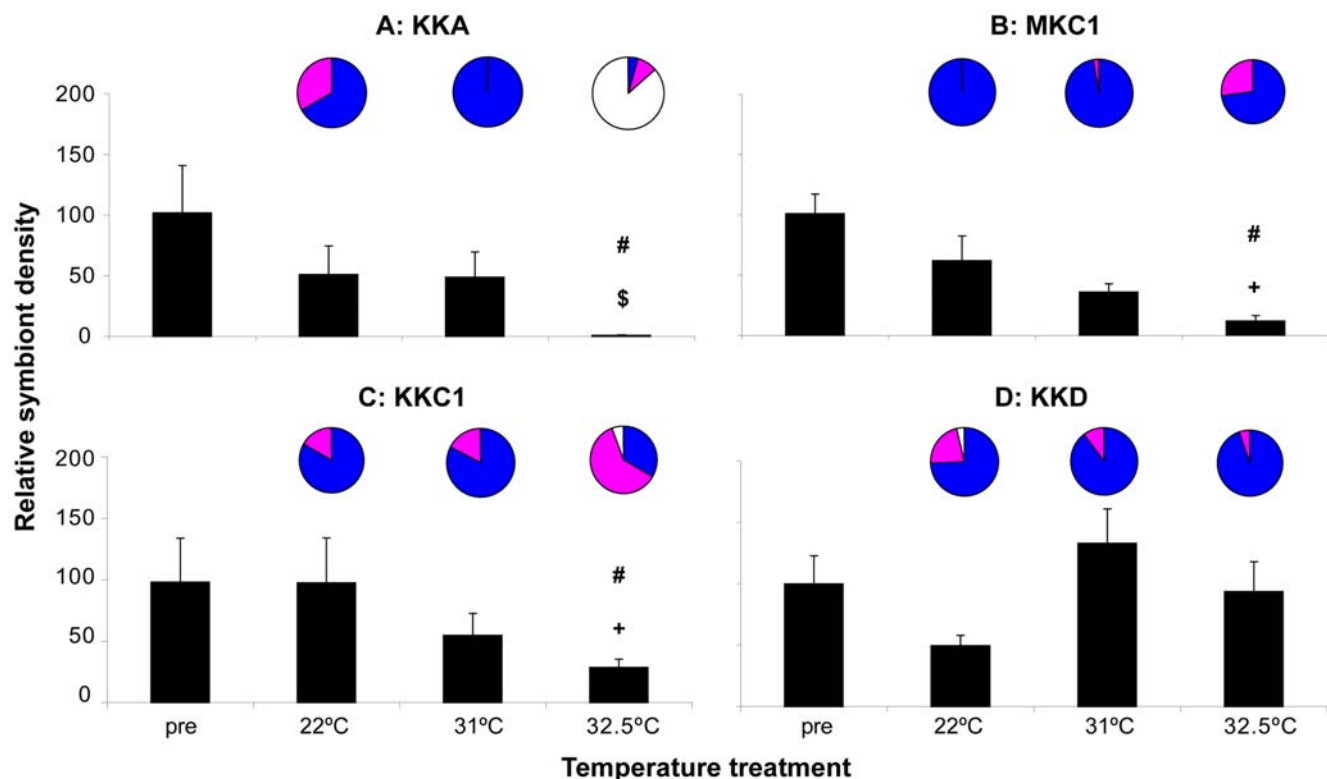 A: KKA
B: MKC1
200
150
100
50
0
#
$
#
+
C: KKC1
D: KKD
200
150
100
50
0
#
+
Relative symbiont density
pre 22ºC 31ºC 32.5ºC
pre 22ºC 31ºC 32.5ºC
Temperature treatment